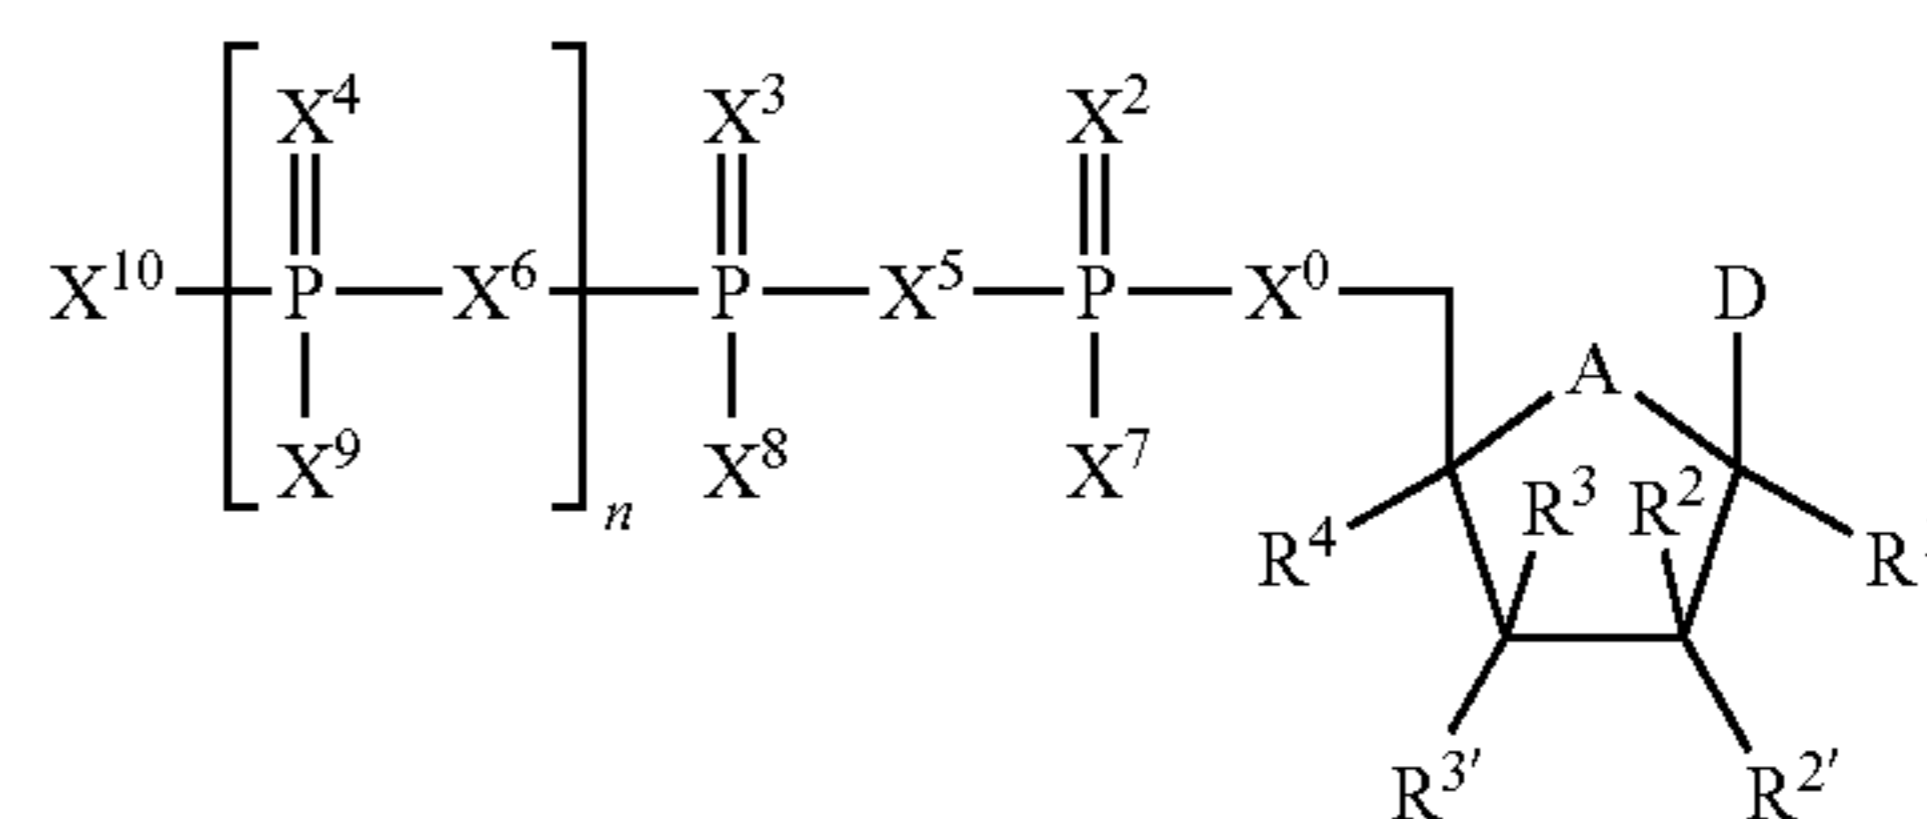 X⁴ X³ X²
X¹⁰ P X⁶ P X⁵ P X⁰ D
A
X⁹ n X⁸ X⁷ R⁴ R³ R² R
R³′ R²′